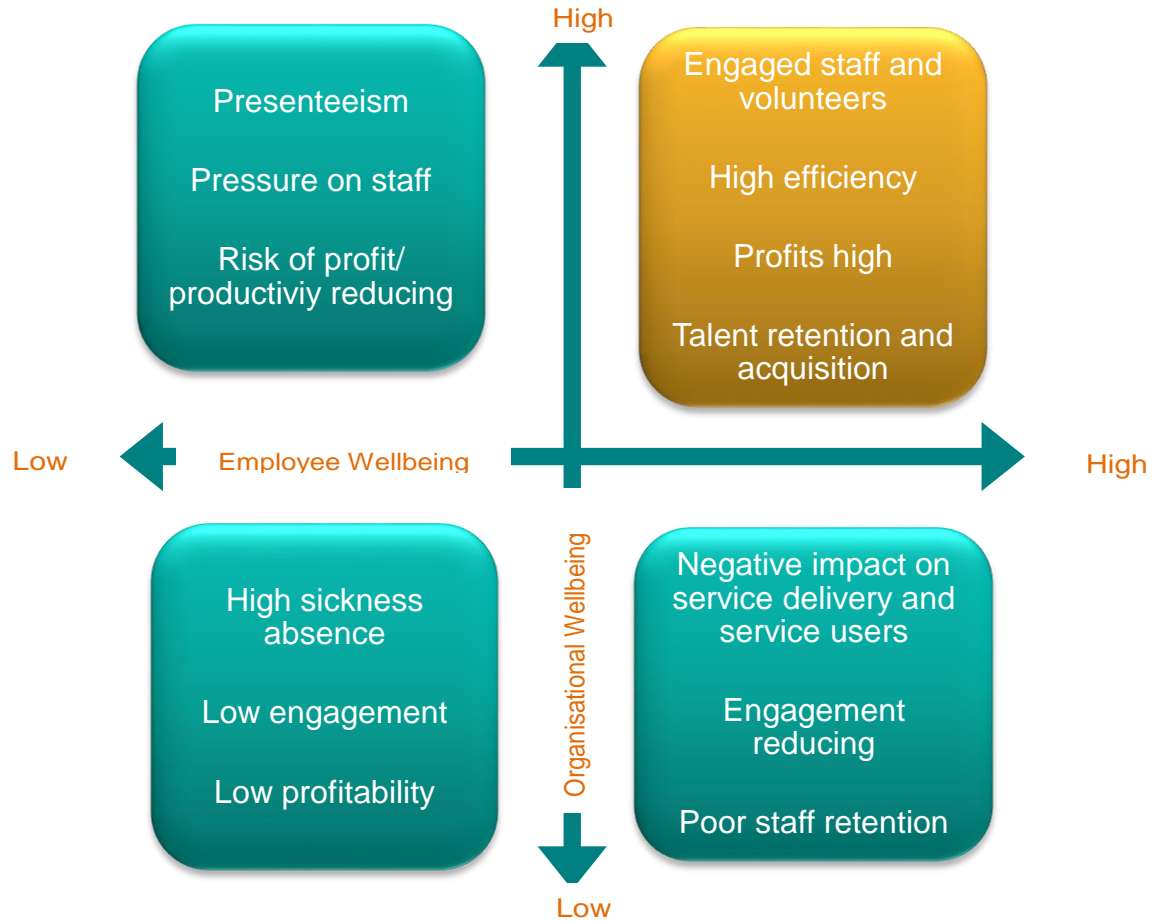 High
Presenteeism
Pressure on staff
Risk of profit/
productiviy reducing
Engaged staff and
volunteers
High efficiency
Profits high
Talent retention and
acquisition
Low
Employee Wellbeing
High
High sickness
absence
Low engagement
Low profitability
Organisational Wellbeing
Negative impact on
service delivery and
service users
Engagement
reducing
Poor staff retention
Low